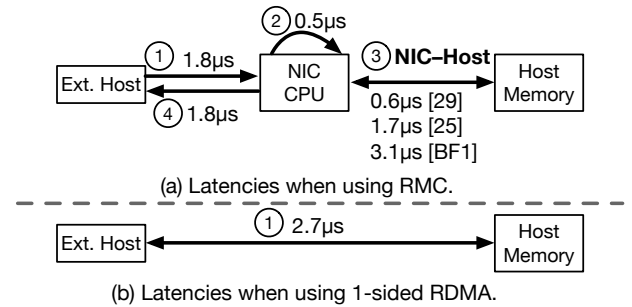 ② 0.5μs
① 1.8μs
③ NIC–Host
Ext. Host
NIC
CPU
Host
Memory
④ 1.8μs
0.6μs [29]
1.7μs [25]
3.1μs [BF1]
(a) Latencies when using RMC.
① 2.7μs
Ext. Host
Host
Memory
(b) Latencies when using 1-sided RDMA.